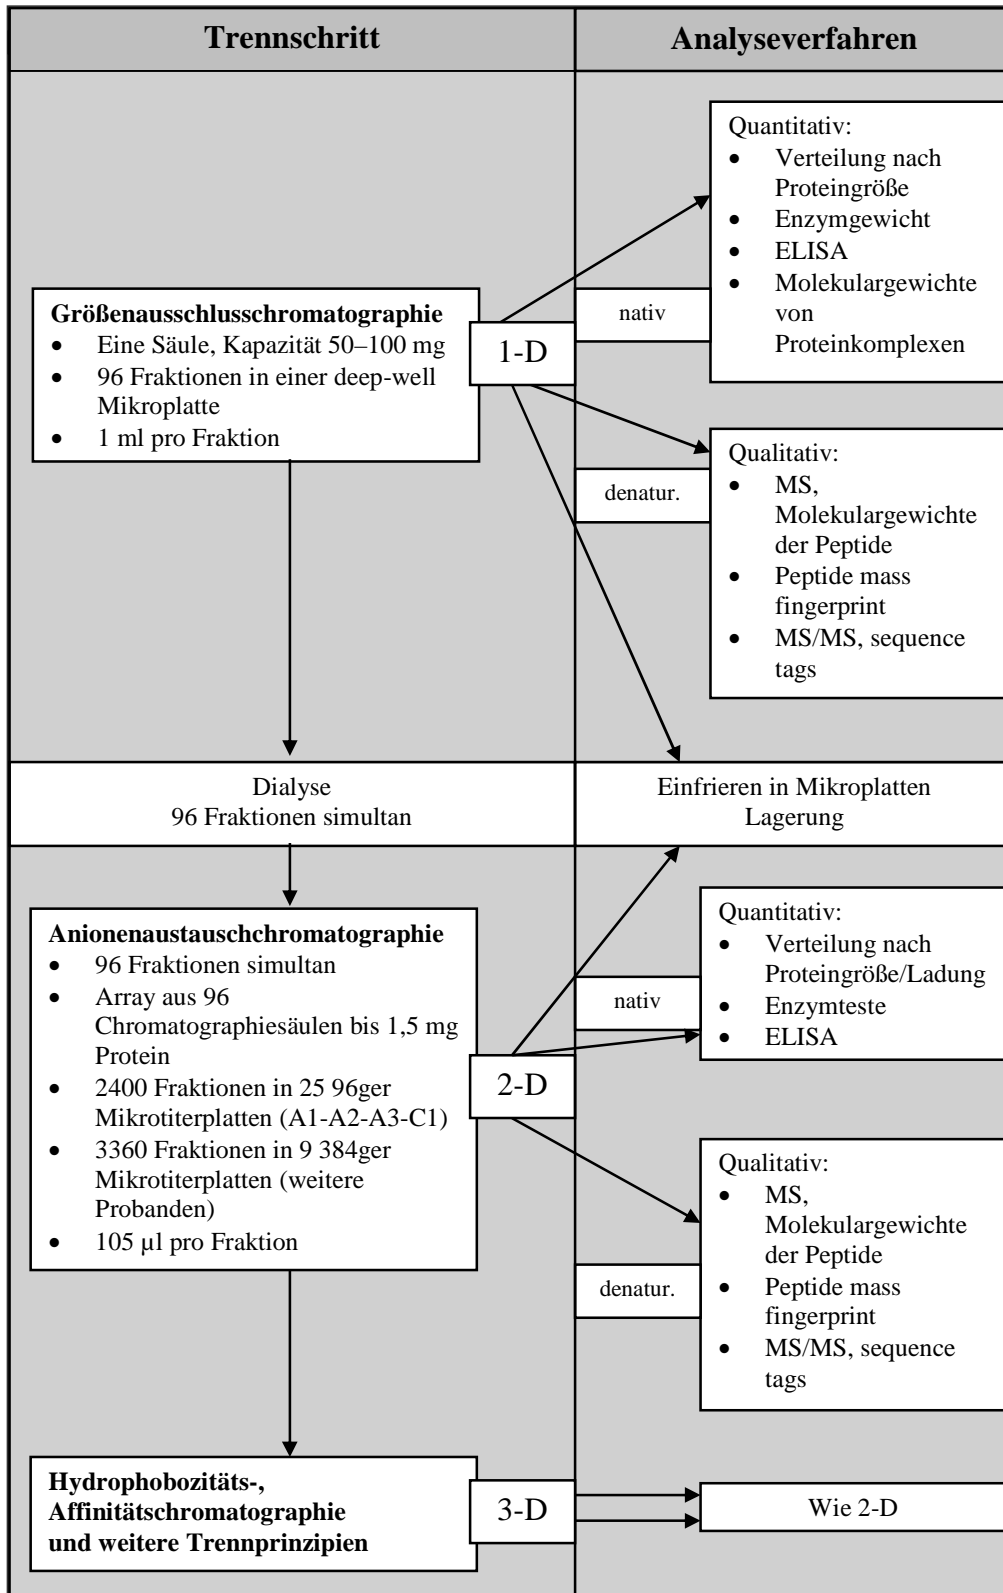 Trennschritt
Analyseverfahren
Quantitativ:
• Verteilung nach
Proteingröße
• Enzymgewicht
• ELISA
• Molekulargewichte
von
Proteinkomplexen
nativ
Größenausschlusschromatographie
• Eine Säule, Kapazität 50–100 mg
• 96 Fraktionen in einer deep-well
Mikroplatte
• 1 ml pro Fraktion
1-D
denatur.
Qualitativ:
• MS,
Molekulargewichte
der Peptide
• Peptide mass
fingerprint
• MS/MS, sequence
tags
Dialyse
96 Fraktionen simultan
Einfrieren in Mikroplatten
Lagerung
Anionenaustauschchromatographie
• 96 Fraktionen simultan
• Array aus 96
Chromatographiesäulen bis 1,5 mg
Protein
• 2400 Fraktionen in 25 96ger
Mikrotiterplatten (A1-A2-A3-C1)
• 3360 Fraktionen in 9 384ger
Mikrotiterplatten (weitere
Probanden)
• 105 µl pro Fraktion
2-D
nativ
Quantitativ:
• Verteilung nach
Proteingröße/Ladung
• Enzymteste
• ELISA
denatur.
Qualitativ:
• MS,
Molekulargewichte
der Peptide
• Peptide mass
fingerprint
• MS/MS, sequence
tags
Hydrophobozitäts-,
Affinitätschromatographie
und weitere Trennprinzipien
3-D
Wie 2-D